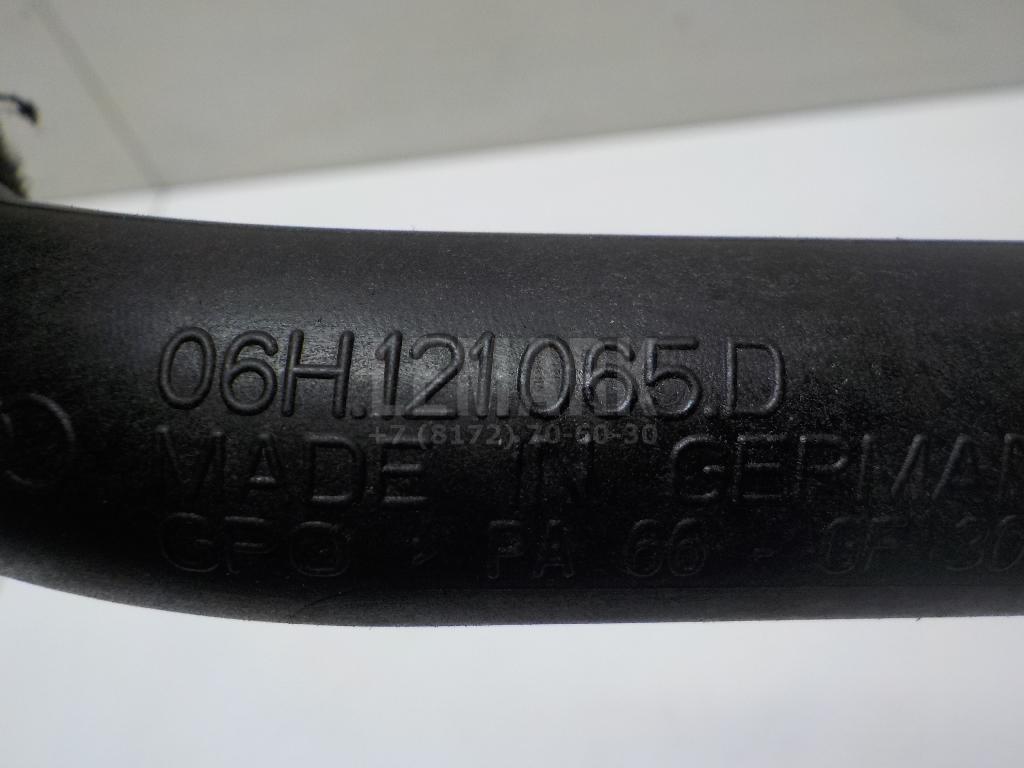 06H.121.065.D
+7 (8172) 70-60-30
MADE IN GERMAN
GPO > PA 66 - GF 30